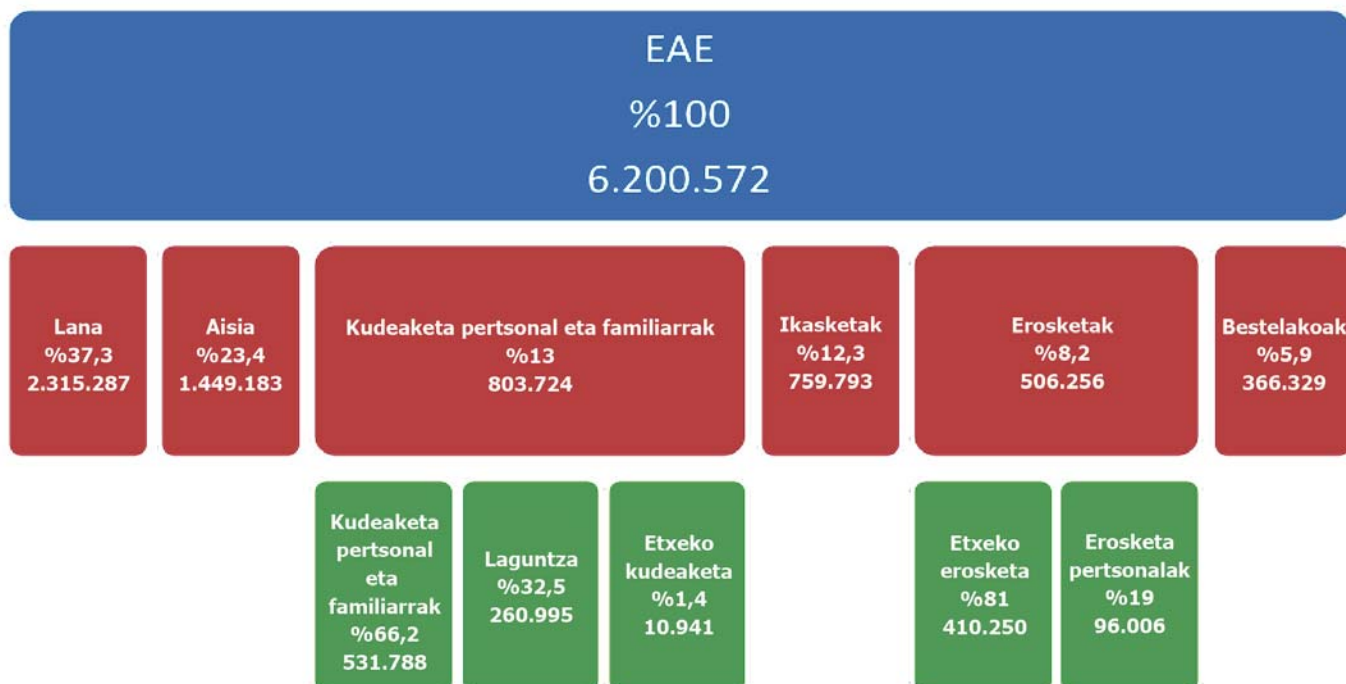 EAE
%100
6.200.572
Lana
%37,3
2.315.287
Aisia
%23,4
1.449.183
Kudeaketa pertsonal eta familiarrak
%13
803.724
Ikasketak
%12,3
759.793
Erosketak
%8,2
506.256
Bestelakoak
%5,9
366.329
Kudeaketa
pertsonal
eta
familiarrak
%66,2
531.788
Laguntza
%32,5
260.995
Etxeko
kudeaketa
%1,4
10.941
Etxeko
erosketa
%81
410.250
Erosketa
pertsonalak
%19
96.006